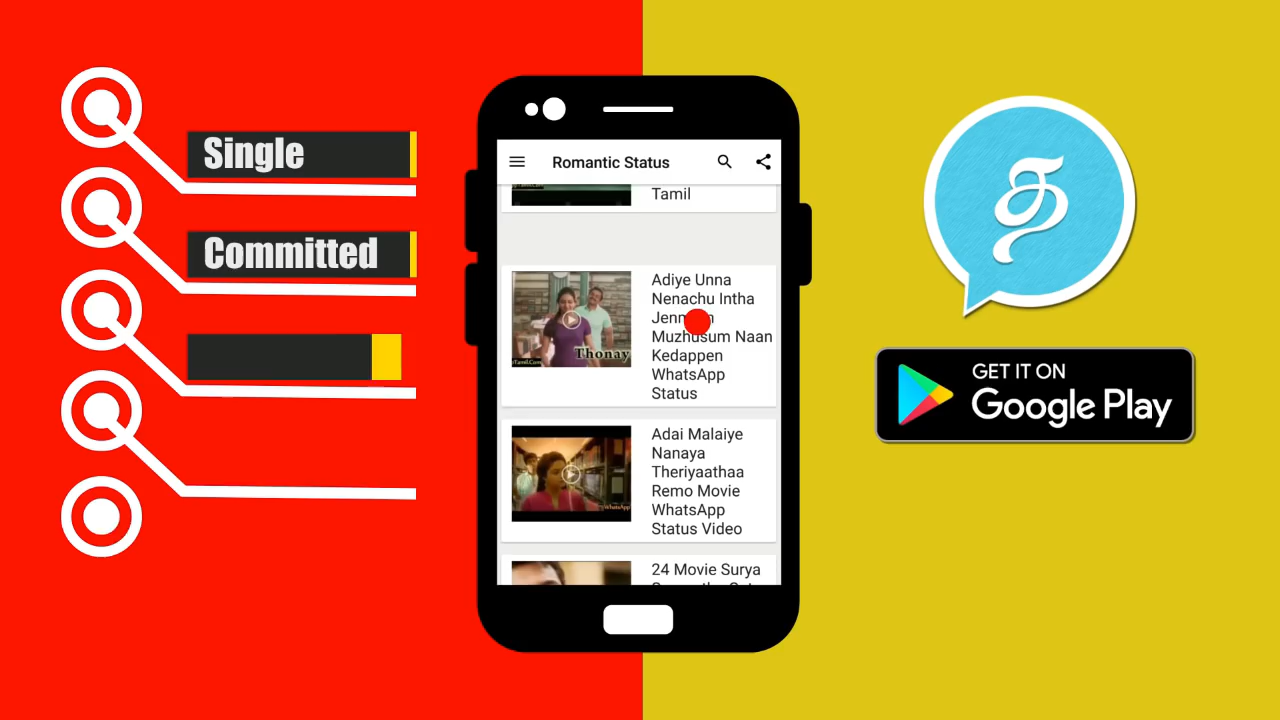 Single
Committed
Romantic Status
Tamil
Adiye Unna
Nenachu Intha
Muzhusum Naan
Kedappen
WhatsApp
Status
Thonay
Adai Malaiye
Nanaya
Theriyaathaa
Remo Movie
WhatsApp
Status Video
WhatsApp
24 Movie Surya
த
GET IT ON
Google Play